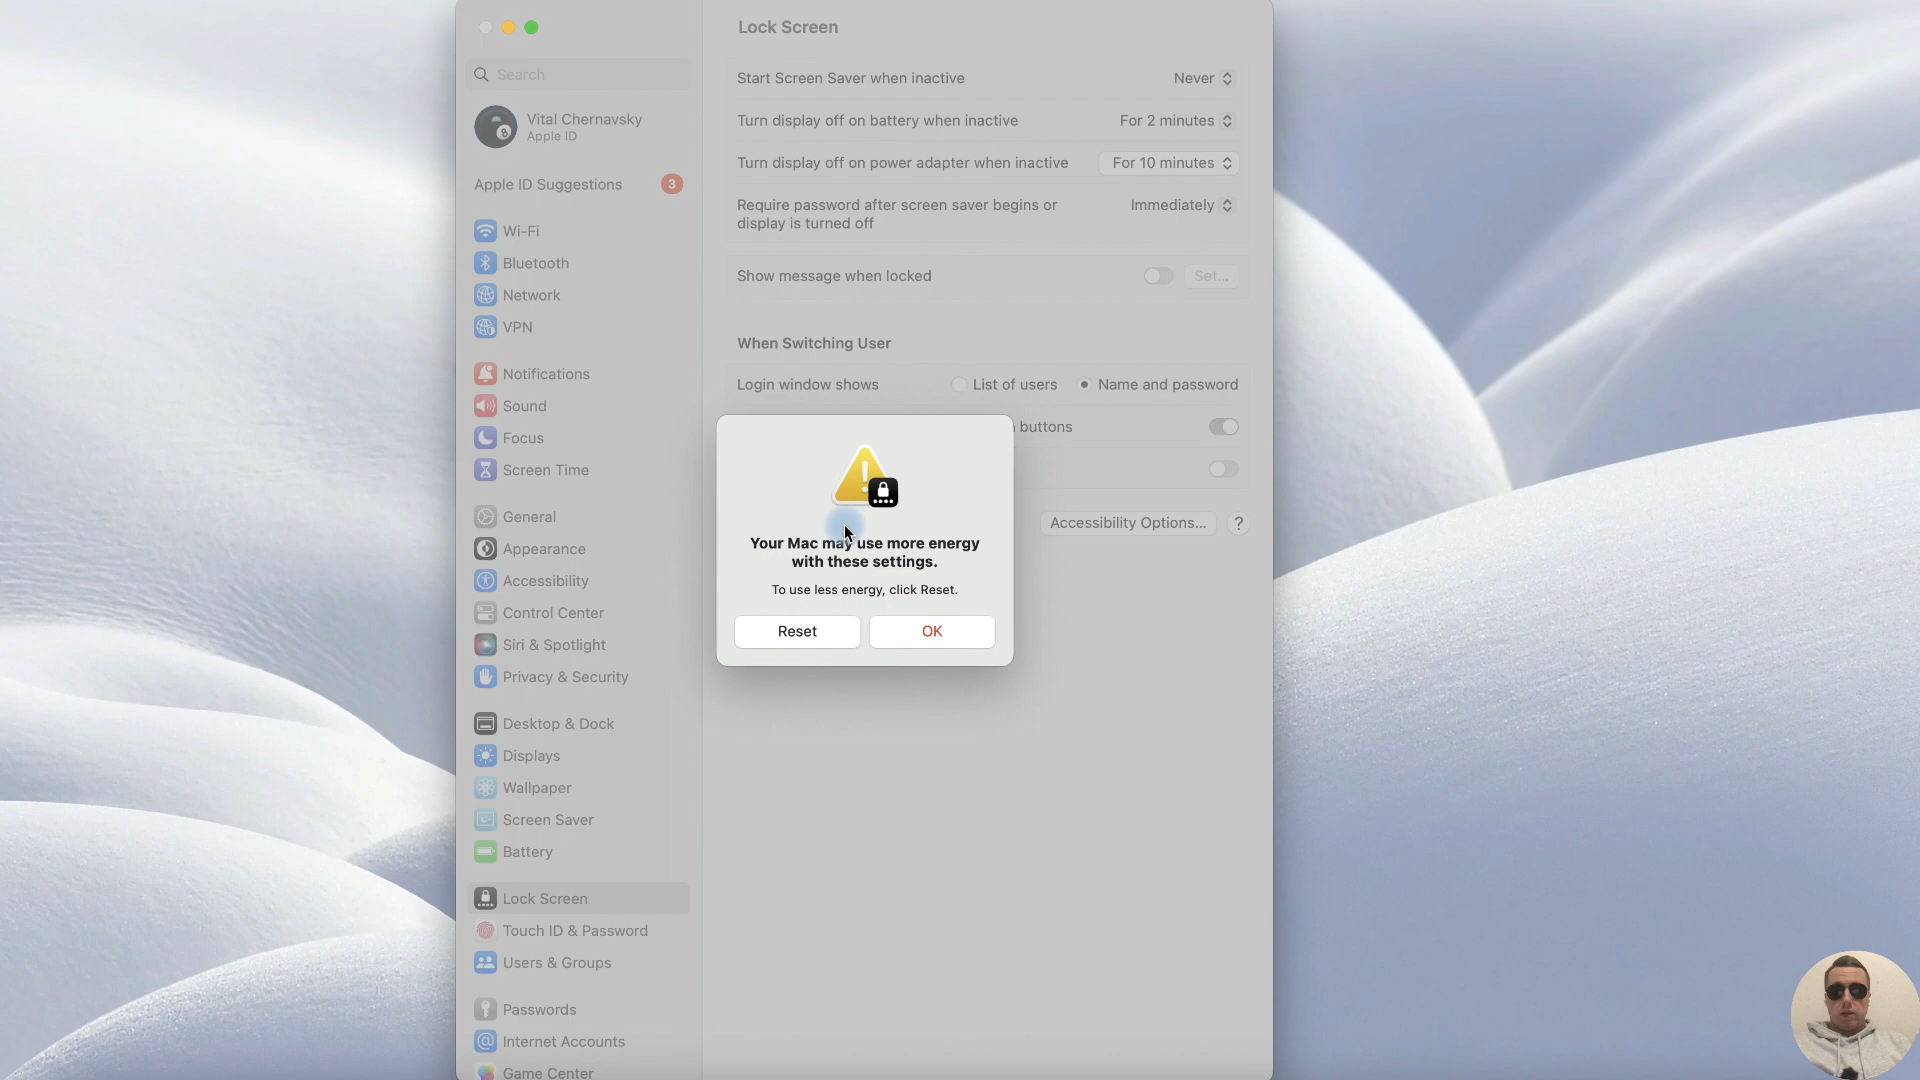 Search
Vital Chernavsky
Apple ID
Apple ID Suggestions
3
Wi-Fi
Bluetooth
Network
VPN
Notifications
Sound
Focus
Screen Time
General
Appearance
Accessibility
Control Center
Siri & Spotlight
Privacy & Security
Desktop & Dock
Displays
Wallpaper
Screen Saver
Battery
Lock Screen
Touch ID & Password
Users & Groups
Passwords
Internet Accounts
Game Center
Lock Screen
Start Screen Saver when inactive Never
Turn display off on battery when inactive For 2 minutes
Turn display off on power adapter when inactive For 10 minutes
Require password after screen saver begins or
display is turned off
Immediately
Show message when locked Set...
When Switching User
Login window shows List of users Name and password
buttons
Accessibility Options... ?
Your Mac may use more energy
with these settings.
To use less energy, click Reset.
Reset OK